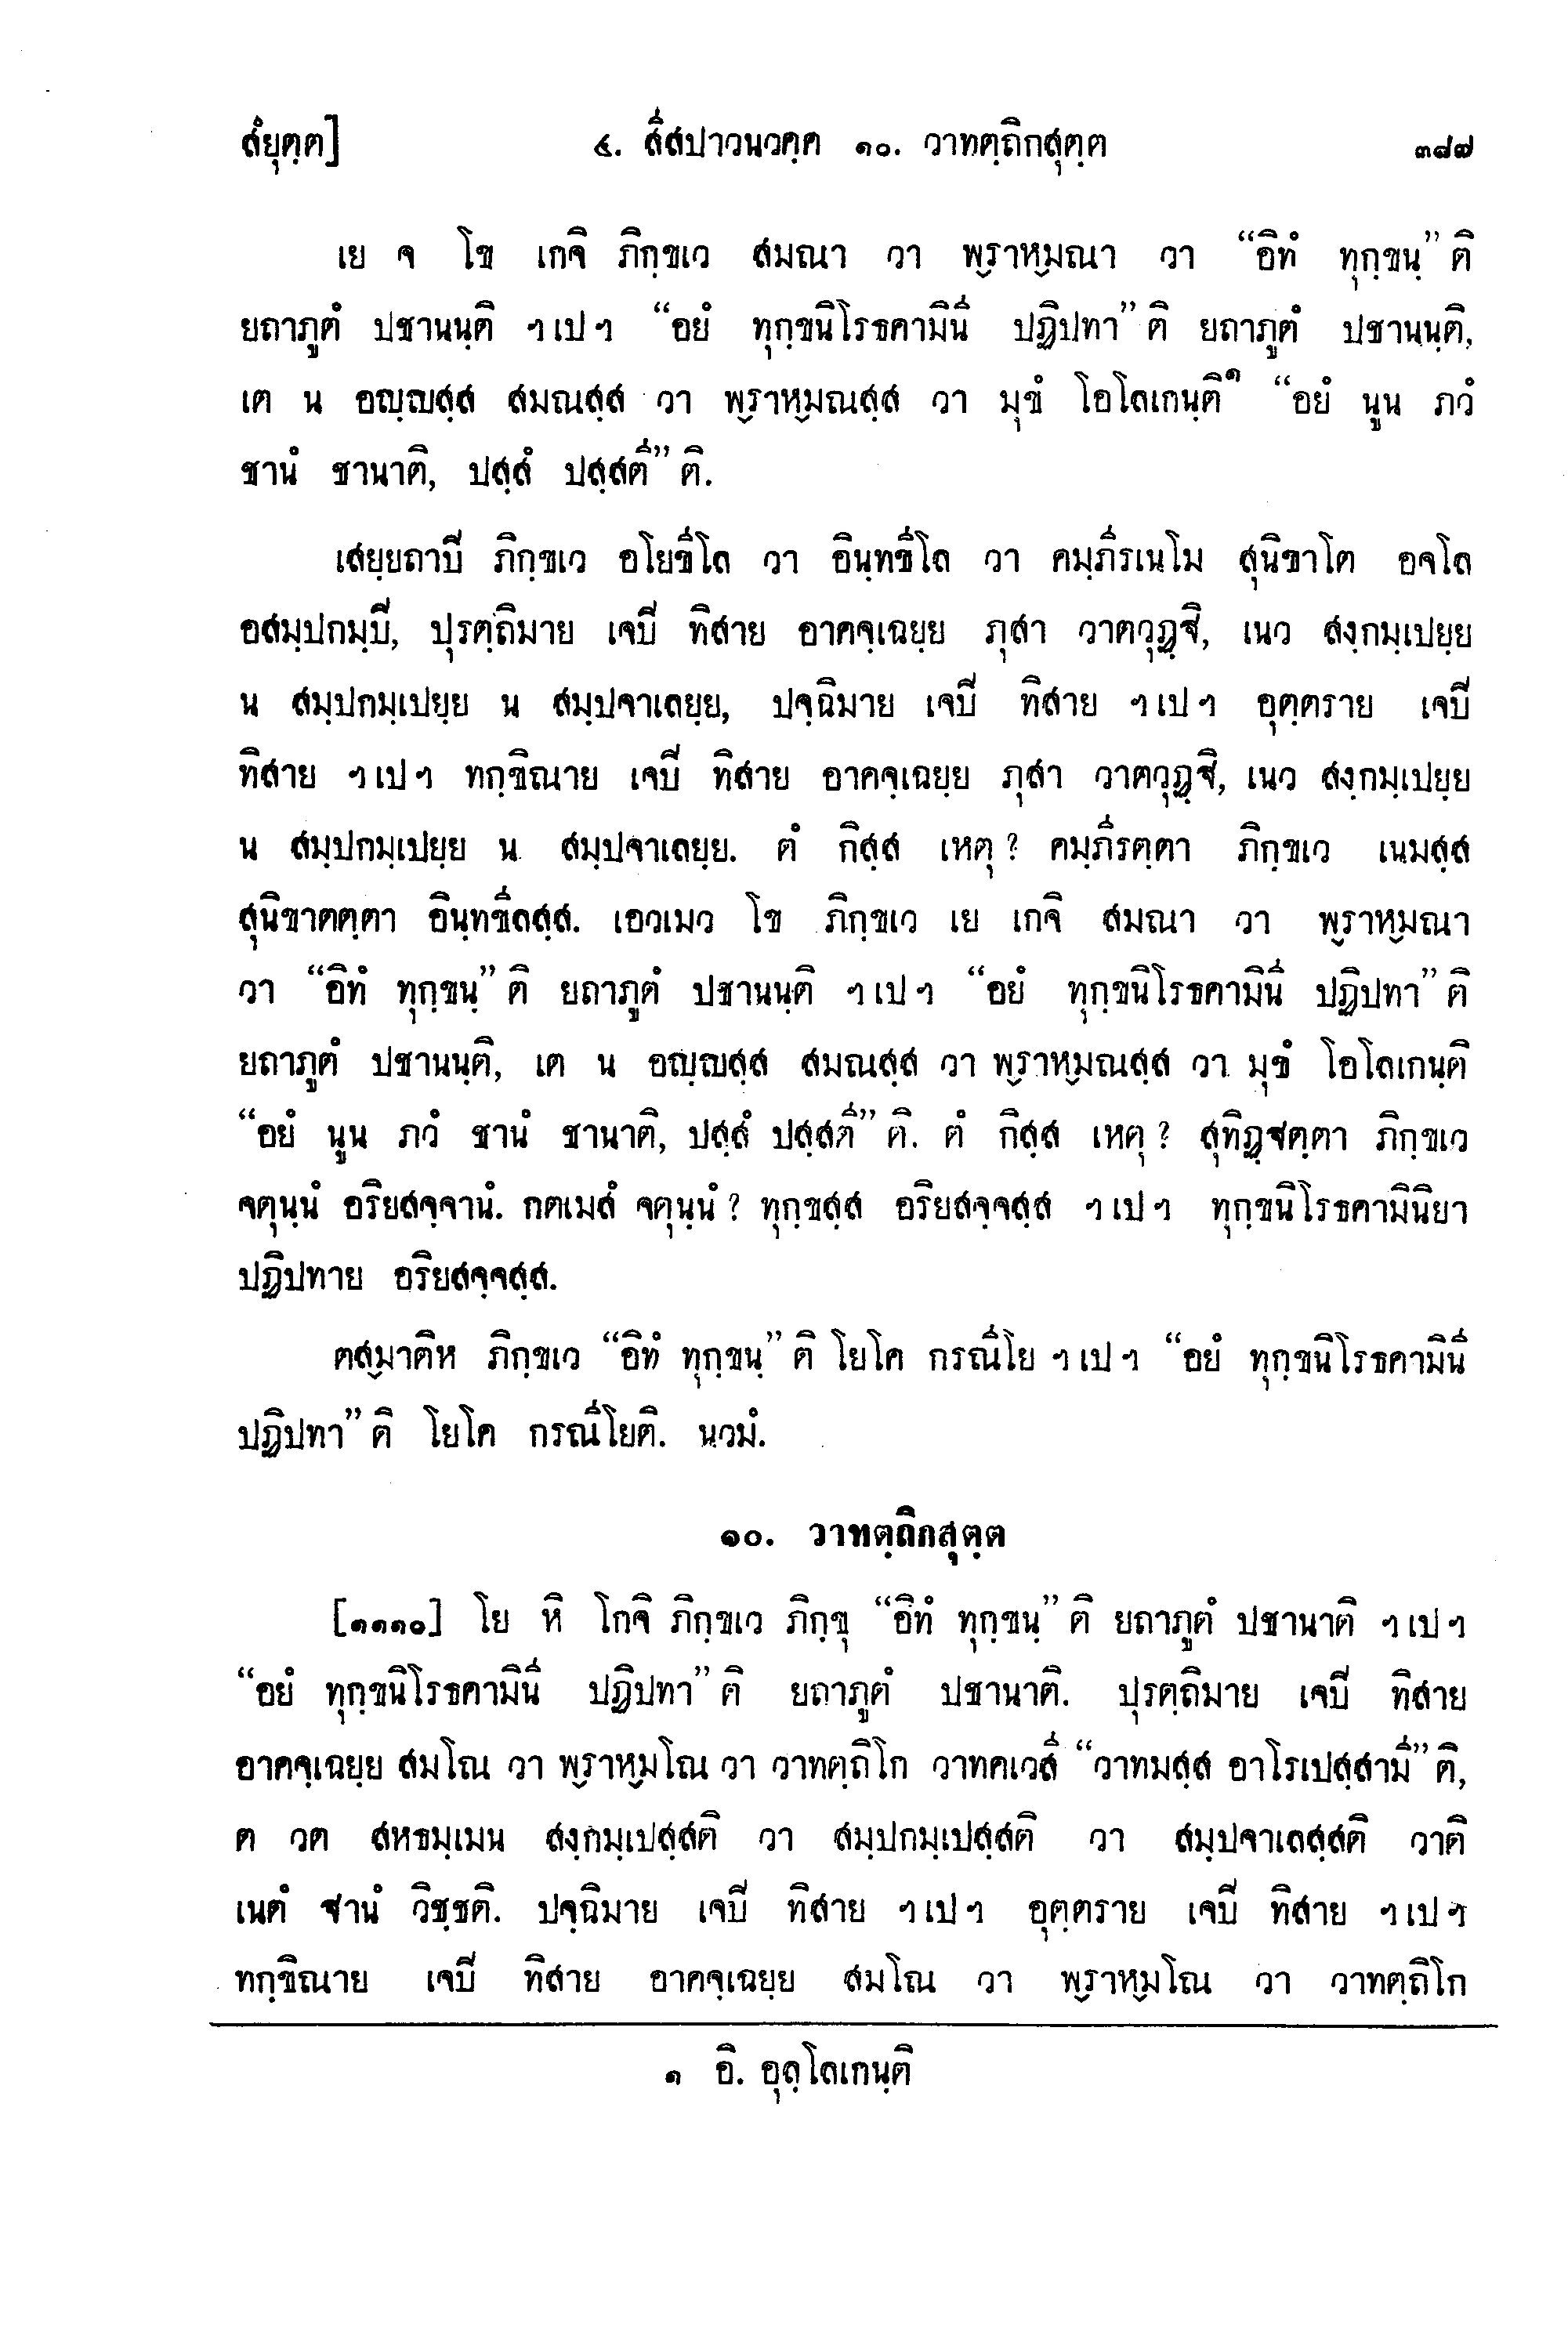 สํยุตฺต]	๔. สีสปาวนวคฺค ๑๐. วาทตฺถิกสุตฺต	๓๘๗
เย จ โข เกจิ ภิกฺขเว สมณา วา พฺราหฺมณา วา “อิทํ ทุกฺขนฺ”ติ
ยถาภูตํ ปชานนฺติ ฯเปฯ “อยํ ทุกฺขนิโรธคามินี ปฏิปทา”ติ ยถาภูตํ ปชานนฺติ,
เต น อญฺญสฺส สมณสฺส วา พฺราหฺมณสฺส วา มุขํ โอโลเกนฺติ๑ “อยํ นูน ภวํ
ชานํ ชานาติ, ปสฺสํ ปสฺสตี”ติ.
เสยฺยถาปี ภิกฺขเว อโยขีโล วา อินฺทขีโล วา คมฺภีรเนโม สุนิขาโต อจโล
อสมฺปกมฺปี, ปุรตฺถิมาย เจปี ทิสาย อาคจฺเฉยฺย ภุสา วาตวุฏฺฐิ, เนว สงฺกมฺเปยฺย
น สมฺปกมฺเปยฺย น สมฺปจาเลยฺย, ปจฺฉิมาย เจปี ทิสาย ฯเปฯ อุตฺตราย เจปี
ทิสาย ฯเปฯ ทกฺขิณาย เจปี ทิสาย อาคจฺเฉยฺย ภุสา วาตวุฏฺฐิ, เนว สงฺกมฺเปยฺย
น สมฺปกมฺเปยฺย น สมฺปจาเลยฺย. ตํ กิสฺส เหตุ? คมฺภีรตฺตา ภิกฺขเว เนมสฺส
สุนิขาตตฺตา อินฺทขีลสฺส. เอวเมว โข ภิกฺขเว เย เกจิ สมณา วา พฺราหฺมณา
วา “อิทํ ทุกฺขนฺ”ติ ยถาภูตํ ปชานนฺติ ฯเปฯ “อยํ ทุกฺขนิโรธคามินี ปฏิปทา”ติ
ยถาภูตํ ปชานนฺติ, เต น อญฺญสฺส สมณสฺส วา พฺราหฺมณสฺส วา มุขํ โอโลเกนฺติ
“อยํ นูน ภวํ ชานํ ชานาติ, ปสฺสํ ปสฺสตี”ติ. ตํ กิสฺส เหตุ? สุทิฏฺฐตฺตา ภิกฺขเว
จตุนฺนํ อริยสจฺจานํ. กตเมสํ จตุนฺนํ? ทุกฺขสฺส อริยสจฺจสฺส ฯเปฯ ทุกฺขนิโรธคามินิยา
ปฏิปทาย อริยสจฺจสฺส.
ตสฺมาติห ภิกฺขเว “อิทํ ทุกฺขนฺ”ติ โยโค กรณีโย ฯเปฯ “อยํ ทุกฺขนิโรธคามินี
ปฏิปทา”ติ โยโค กรณีโยติ. นวมํ.
๑๐. วาทตฺถิกสุตฺต
[๑๑๑๐] โย หิ โกจิ ภิกฺขเว ภิกฺขุ “อิทํ ทุกฺขนฺ”ติ ยถาภูตํ ปชานาติ ฯเปฯ
“อยํ ทุกฺขนิโรธคามินี ปฏิปทา”ติ ยถาภูตํ ปชานาติ. ปุรตฺถิมาย เจปี ทิสาย
อาคจฺเฉยฺย สมโณ วา พฺราหฺมโณ วา วาทตฺถิโก วาทคเวสี “วาทมสฺส อาโรเปสฺสามี”ติ,
ต วต สหธมฺเมน สงฺกมฺเปสฺสติ วา สมฺปกมฺเปสฺสติ วา สมฺปจาเลสฺสติ วาติ
เนตํ ฐานํ วิชฺชติ. ปจฺฉิมาย เจปี ทิสาย ฯเปฯ อุตฺตราย เจปี ทิสาย ฯเปฯ
ทกฺขิณาย เจปี ทิสาย อาคจฺเฉยฺย สมโณ วา พฺราหฺมโณ วา วาทตฺถิโก
๑ อิ. อุลฺโลเกนฺติ